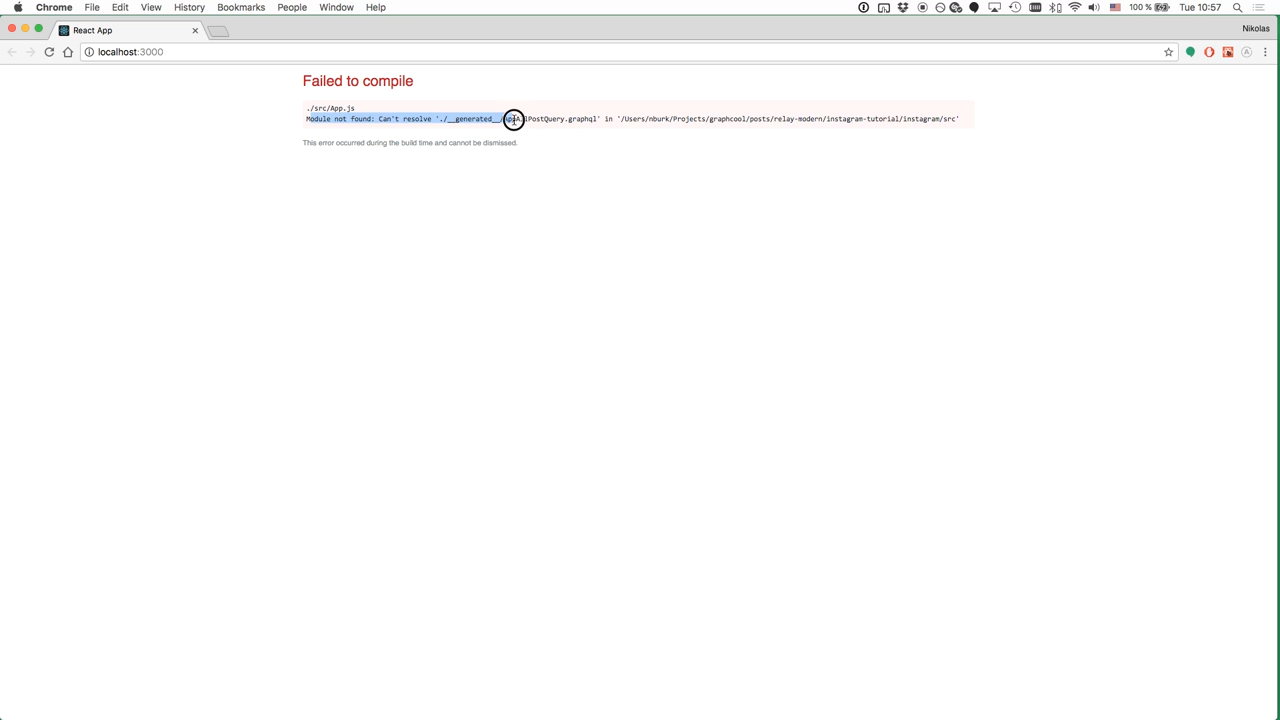 Chrome File Edit View History Bookmarks People Window Help 100 % Tue 10:57
React App Nikolas
localhost:3000
Failed to compile
./src/App.js
Module not found: Can't resolve './__generated__/AppAllPostQuery.graphql' in '/Users/nburk/Projects/graphcool/posts/relay-modern/instagram-tutorial/instagram/src'
This error occurred during the build time and cannot be dismissed.